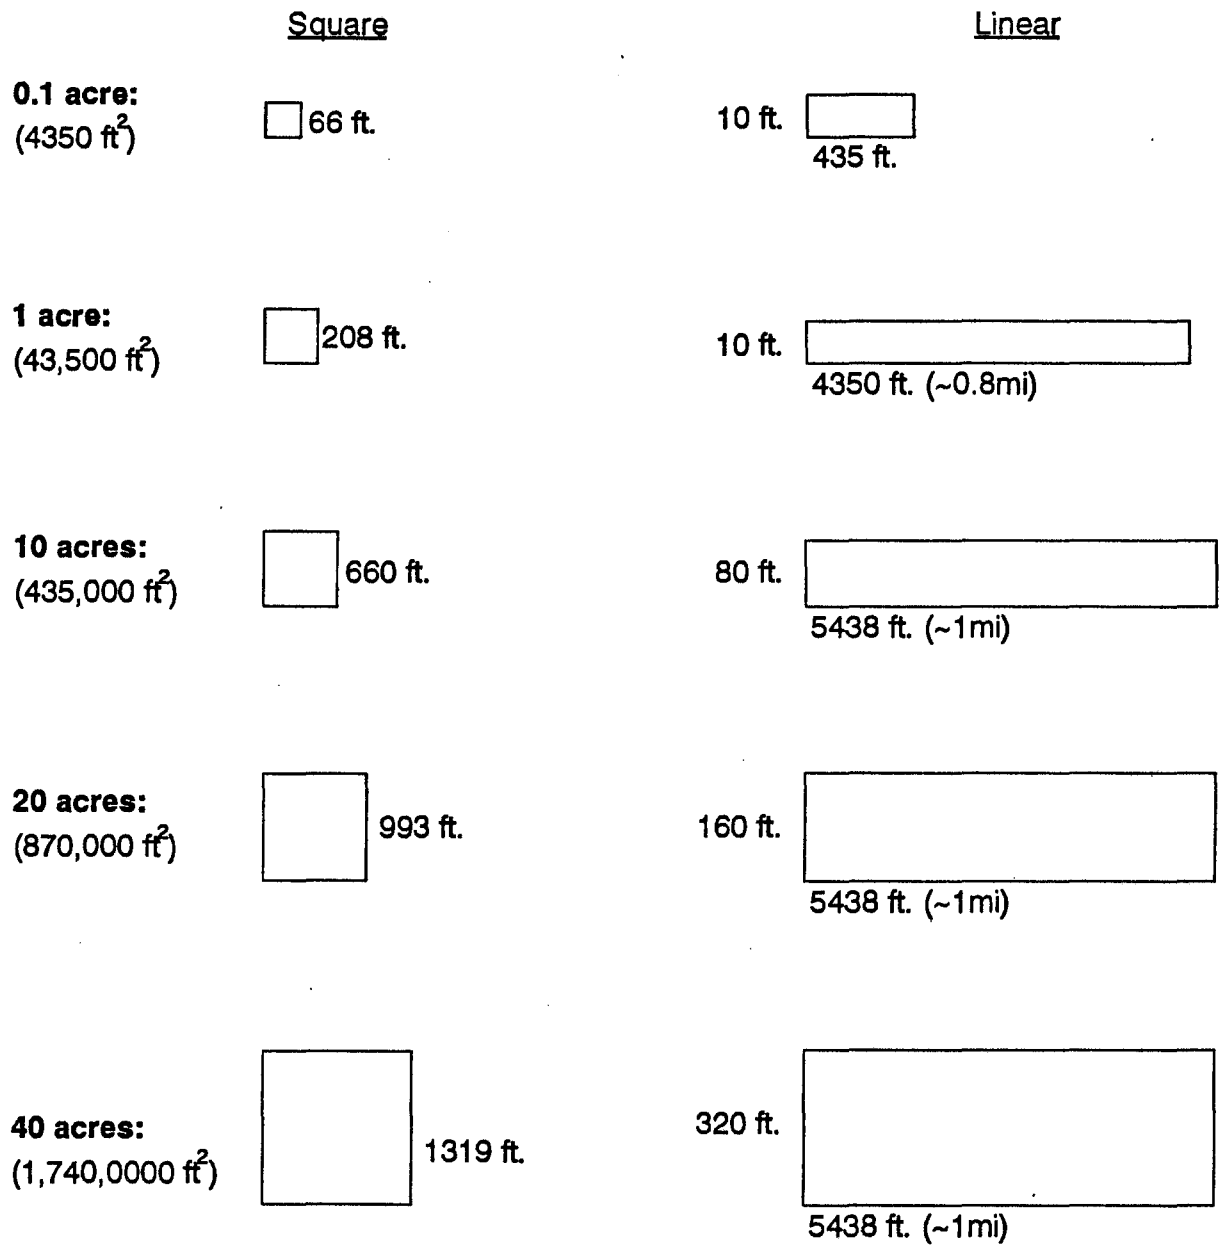 Square
Linear
0.1 acre:
(4350 ft²)
66 ft.
10 ft.
435 ft.
1 acre:
(43,500 ft²)
208 ft.
10 ft.
4350 ft. (~0.8mi)
10 acres:
(435,000 ft²)
660 ft.
80 ft.
5438 ft. (~1mi)
20 acres:
(870,000 ft²)
993 ft.
160 ft.
5438 ft. (~1mi)
40 acres:
(1,740,0000 ft²)
1319 ft.
320 ft.
5438 ft. (~1mi)